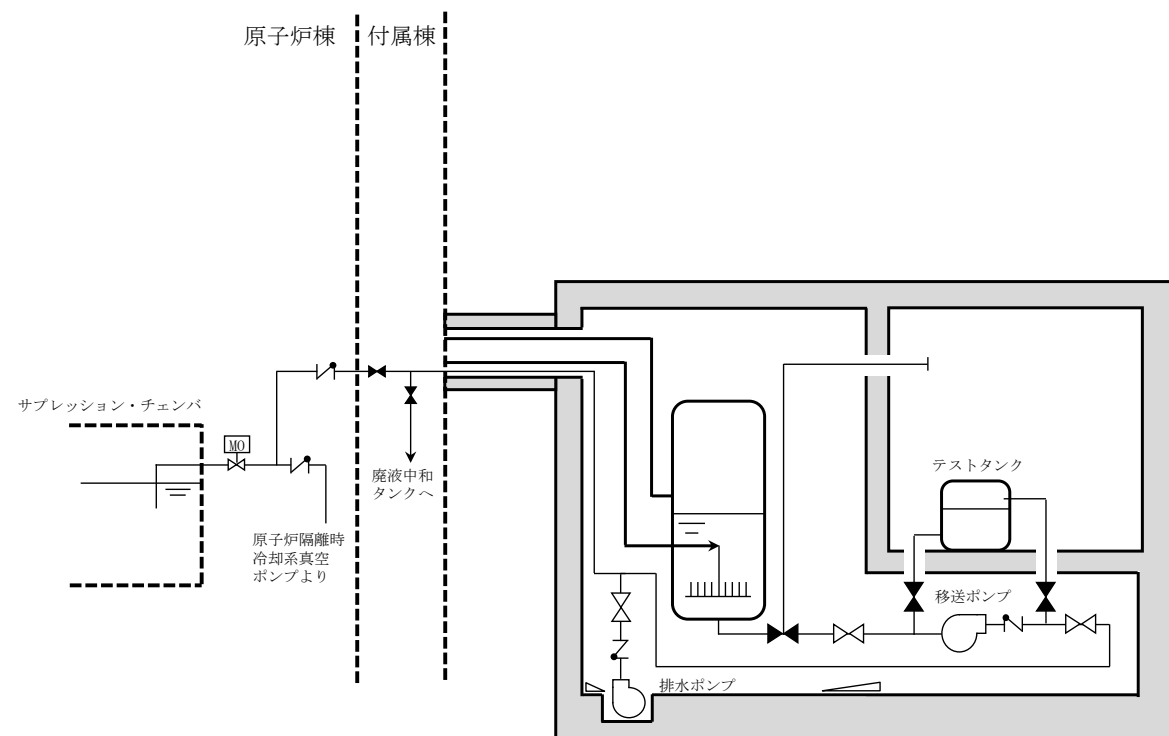 原子炉棟
付属棟
サプレッション・チェンバ
MO
廃液中和
タンクへ
原子炉隔離時
冷却系真空
ポンプより
テストタンク
移送ポンプ
排水ポンプ